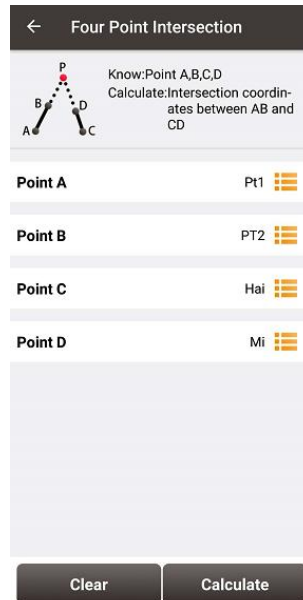 Four Point Intersection
P
B
D
A
C
Know:Point A,B,C,D
Calculate:Intersection coordin-
ates between AB and
CD
Point A Pt1
Point B PT2
Point C Hai
Point D Mi
Clear Calculate